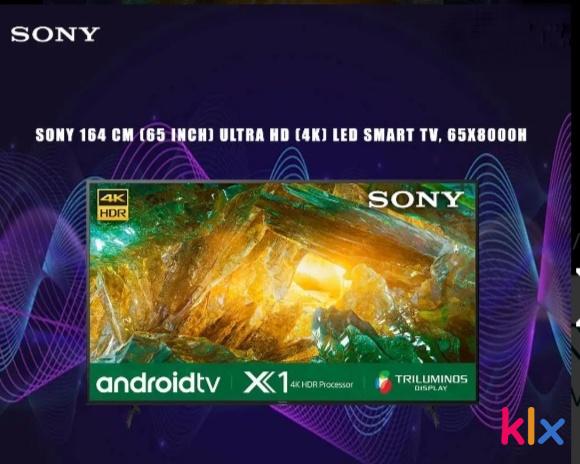 SONY
SONY 164 CM (65 INCH) ULTRA HD (4K) LED SMART TV, 65X8000H
4K
HDR
SONY
androidtv X1 4K HDR Processor TRILUMINOS
DISPLAY
klx